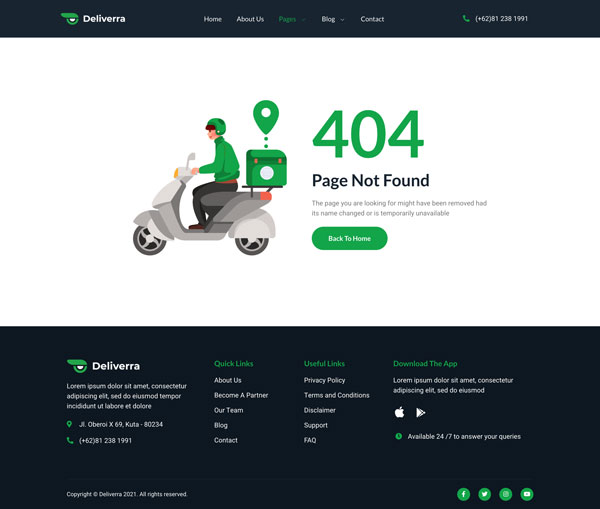 Deliverra
Home
About Us
Pages
Blog
Contact
(+62)81 238 1991
404
Page Not Found
The page you are looking for might have been removed had
its name changed or is temporarily unavailable
Back To Home
Deliverra
Lorem ipsum dolor sit amet, consectetur
adipiscing elit, sed do eiusmod tempor
incididunt ut labore et dolore
Jl. Oberoi X 69, Kuta - 80234
(+62)81 238 1991
Quick Links
About Us
Become A Partner
Our Team
Blog
Contact
Useful Links
Privacy Policy
Terms and Conditions
Disclaimer
Support
FAQ
Download The App
Lorem ipsum dolor sit amet, consectetur
adipiscing elit, sed do eiusmod
Available 24 /7 to answer your queries
Copyright © Deliverra 2021. All rights reserved.